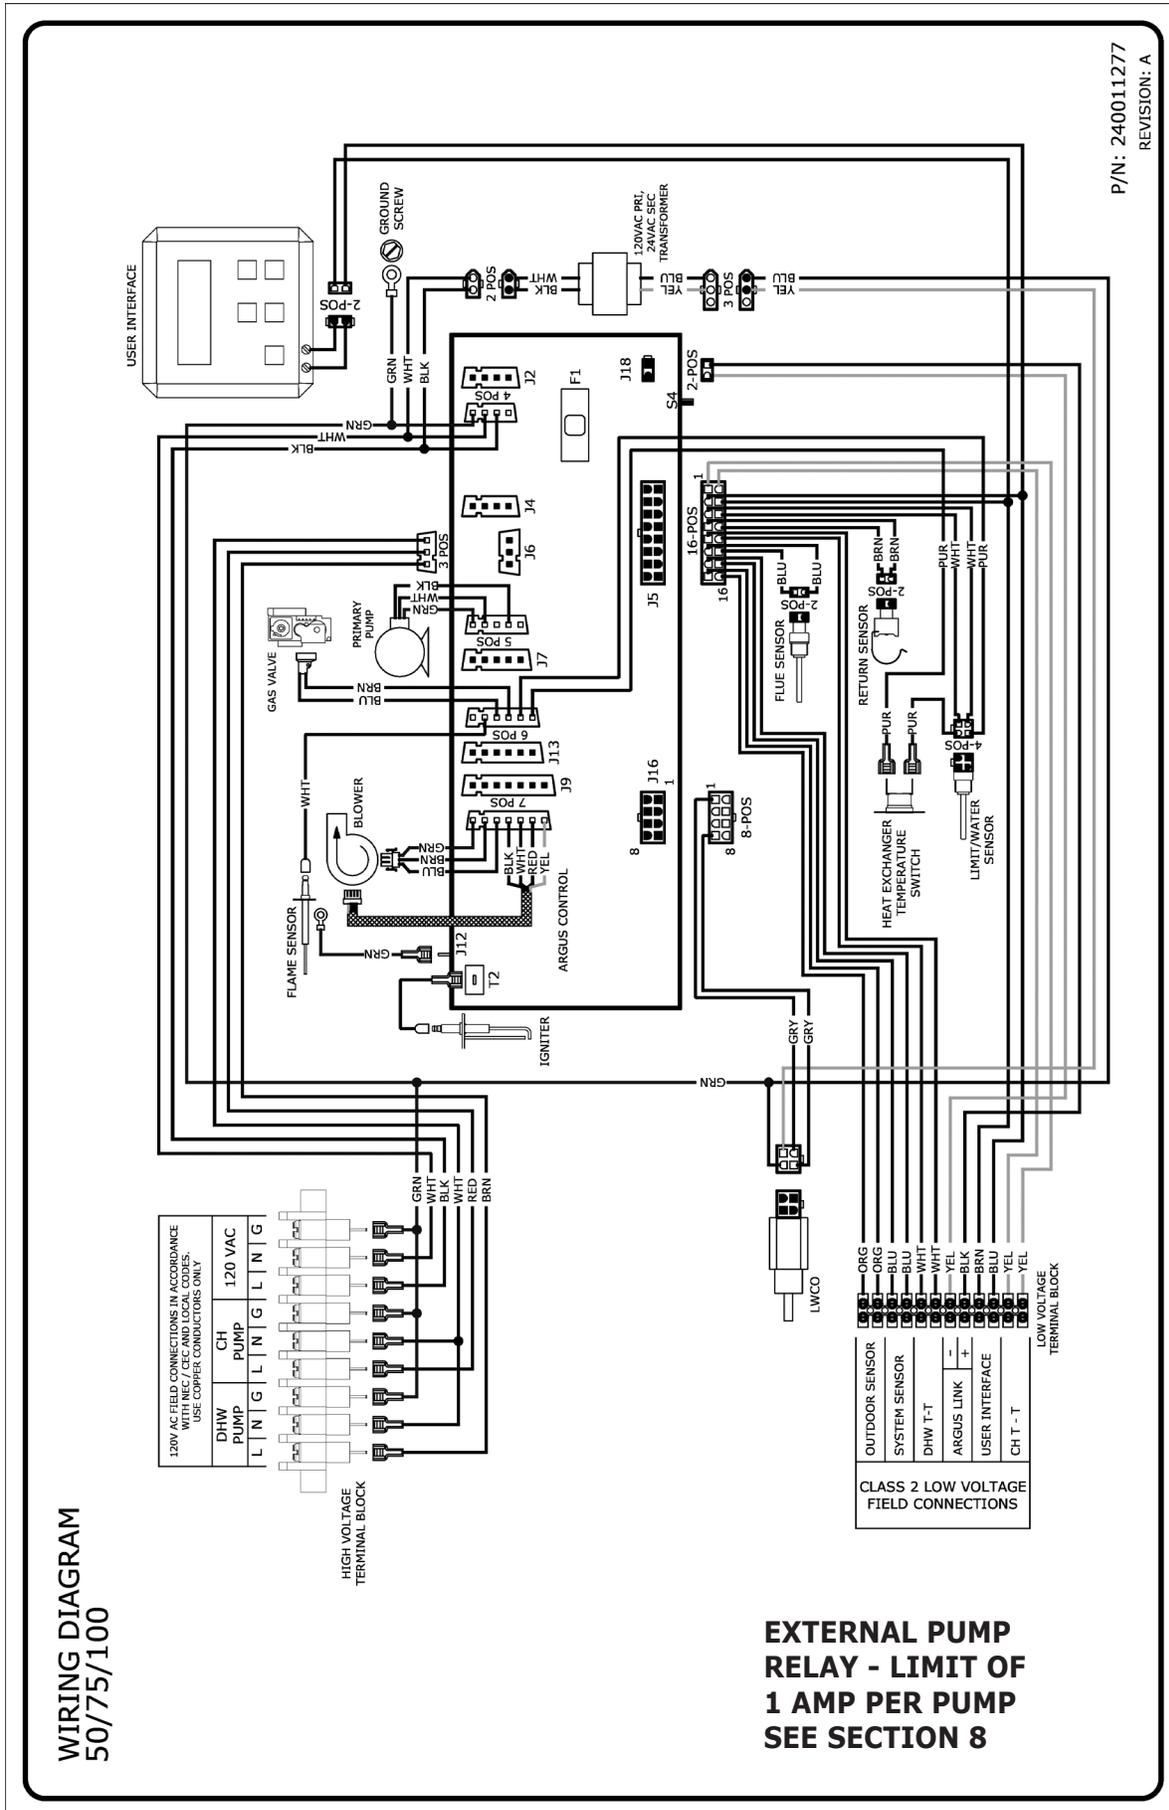 WIRING DIAGRAM
50/75/100
P/N: 240011277
REVISION: A
USER INTERFACE
2-POS
GROUND
SCREW
GRN
WHT
BLK
GRN
WHT
BLK
2 POS
WHT
BLK
120VAC PRI,
24VAC SEC
TRANSFORMER
BLU
YEL
3 POS
BLU
YEL
J2
4 POS
F1
J18
2-POS
S4
J4
3 POS
J6
J5
16-POS
1
16
GAS VALVE
PRIMARY
PUMP
BLK
WHT
GRN
5 POS
J7
BRN
BLU
6 POS
J13
J9
7 POS
WHT
BLOWER
GRN
BRN
BLU
BLK
WHT
RED
YEL
ARGUS CONTROL
J16
1
8
1
8
8-POS
FLAME SENSOR
GRN
J12
T2
IGNITER
BLU
BLU
2-POS
FLUE SENSOR
BRN
BRN
2-POS
RETURN SENSOR
PUR
WHT
WHT
PUR
PUR
PUR
4-POS
HEAT EXCHANGER
TEMPERATURE
SWITCH
LIMIT/WATER
SENSOR
GRY
GRY
GRN
GRN
WHT
BLK
WHT
RED
BRN
120V AC FIELD CONNECTIONS IN ACCORDANCE
WITH NEC / CEC AND LOCAL CODES.
USE COPPER CONDUCTORS ONLY
DHW
PUMP
CH
PUMP
120 VAC
L
N
G
L
N
G
L
N
G
HIGH VOLTAGE
TERMINAL BLOCK
LWCO
ORG
ORG
BLU
BLU
WHT
WHT
YEL
BLK
BRN
BLU
YEL
YEL
LOW VOLTAGE
TERMINAL BLOCK
OUTDOOR SENSOR
SYSTEM SENSOR
DHW T-T
ARGUS LINK
-
+
USER INTERFACE
CH T - T
CLASS 2 LOW VOLTAGE
FIELD CONNECTIONS
EXTERNAL PUMP
RELAY - LIMIT OF
1 AMP PER PUMP
SEE SECTION 8